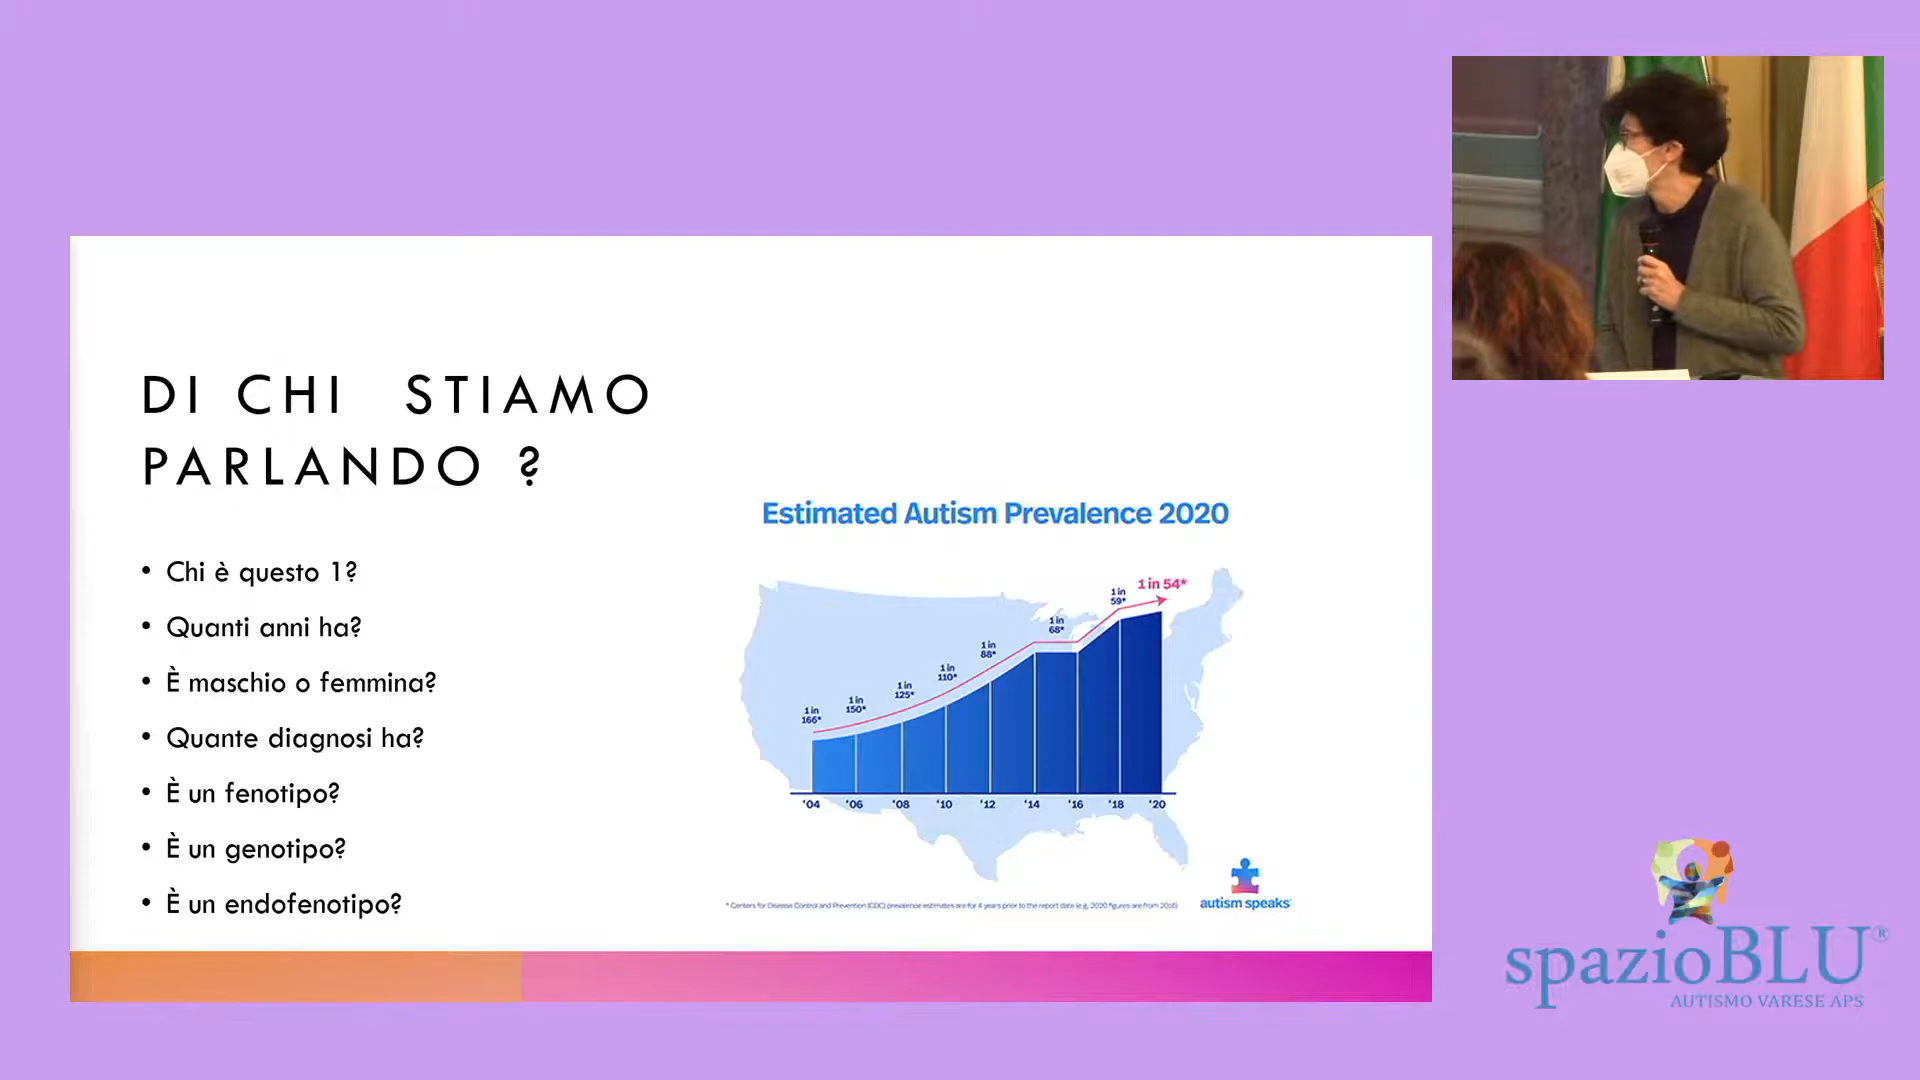 DI CHI STIAMO
PARLANDO ?
• Chi è questo 1?
• Quanti anni ha?
• È maschio o femmina?
• Quante diagnosi ha?
• È un fenotipo?
• È un genotipo?
• È un endofenotipo?
Estimated Autism Prevalence 2020
1 in
166*
1 in
150*
1 in
125*
1 in
110*
1 in
88*
1 in
68*
1 in
59*
1 in 54*
'04 '06 '08 '10 '12 '14 '16 '18 '20
* Centers for Disease Control and Prevention (CDC) prevalence estimates are for 4 years prior to the report date (e.g. 2020 figures are from 2016)
autism speaks
spazioBLU®
AUTISMO VARESE APS